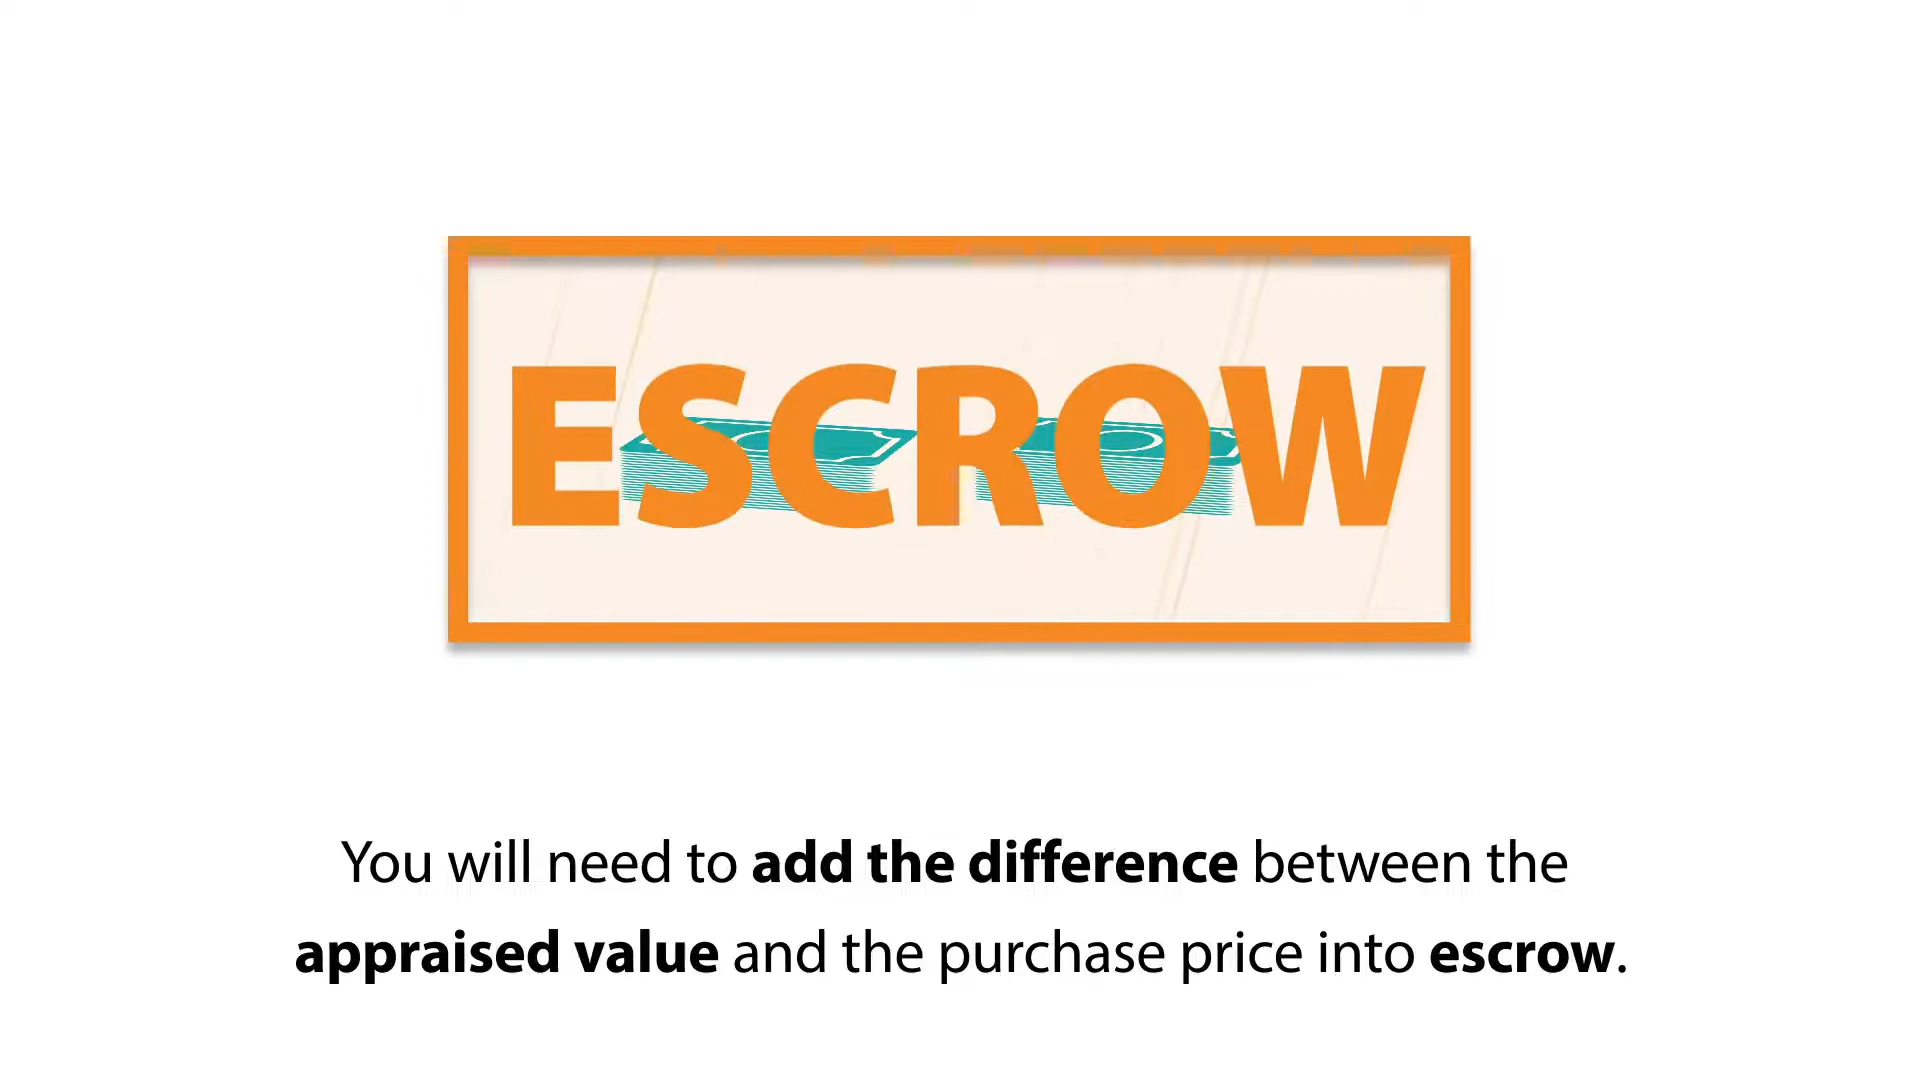 ESCROW
You will need to add the difference between the
appraised value and the purchase price into escrow.